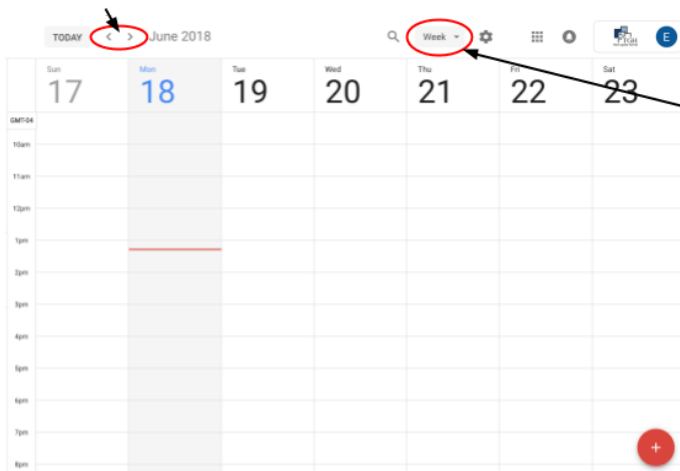 TODAY < > June 2018 Week E
Sun Mon Tue Wed Thu Fri Sat
17 18 19 20 21 22 23
GMT-04
10am
11am
12pm
1pm
2pm
3pm
4pm
5pm
6pm
7pm
8pm
+